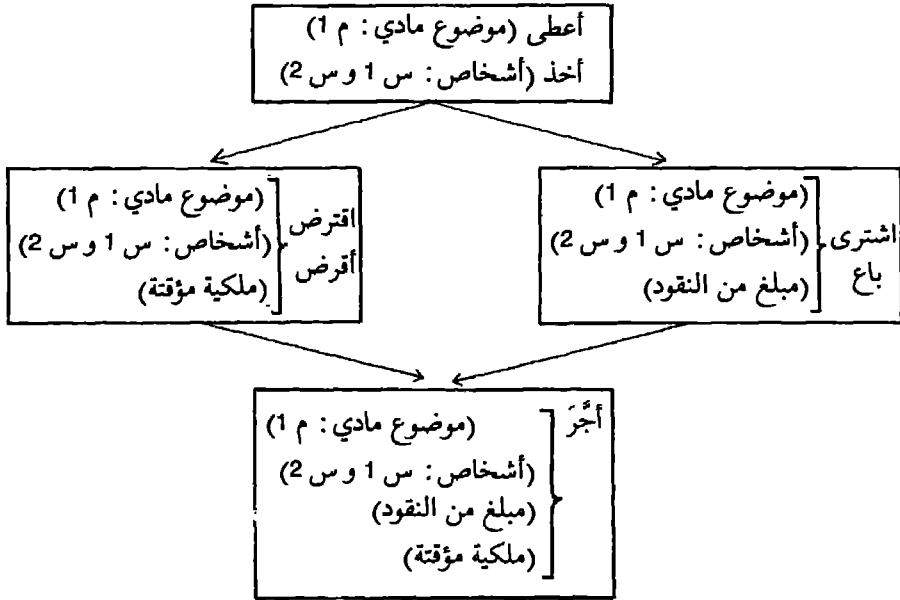 أعطى (موضوع مادي : م 1)
أخذ (أشخاص : س 1 و س 2)
اشترى
باع
(موضوع مادي : م 1)
(أشخاص : س 1 و س 2)
(مبلغ من النقود)
اقترض
أقرض
(موضوع مادي : م 1)
(أشخاص : س 1 و س 2)
(ملكية مؤقتة)
أجَّرَ
(موضوع مادي : م 1)
(أشخاص : س 1 و س 2)
(مبلغ من النقود)
(ملكية مؤقتة)